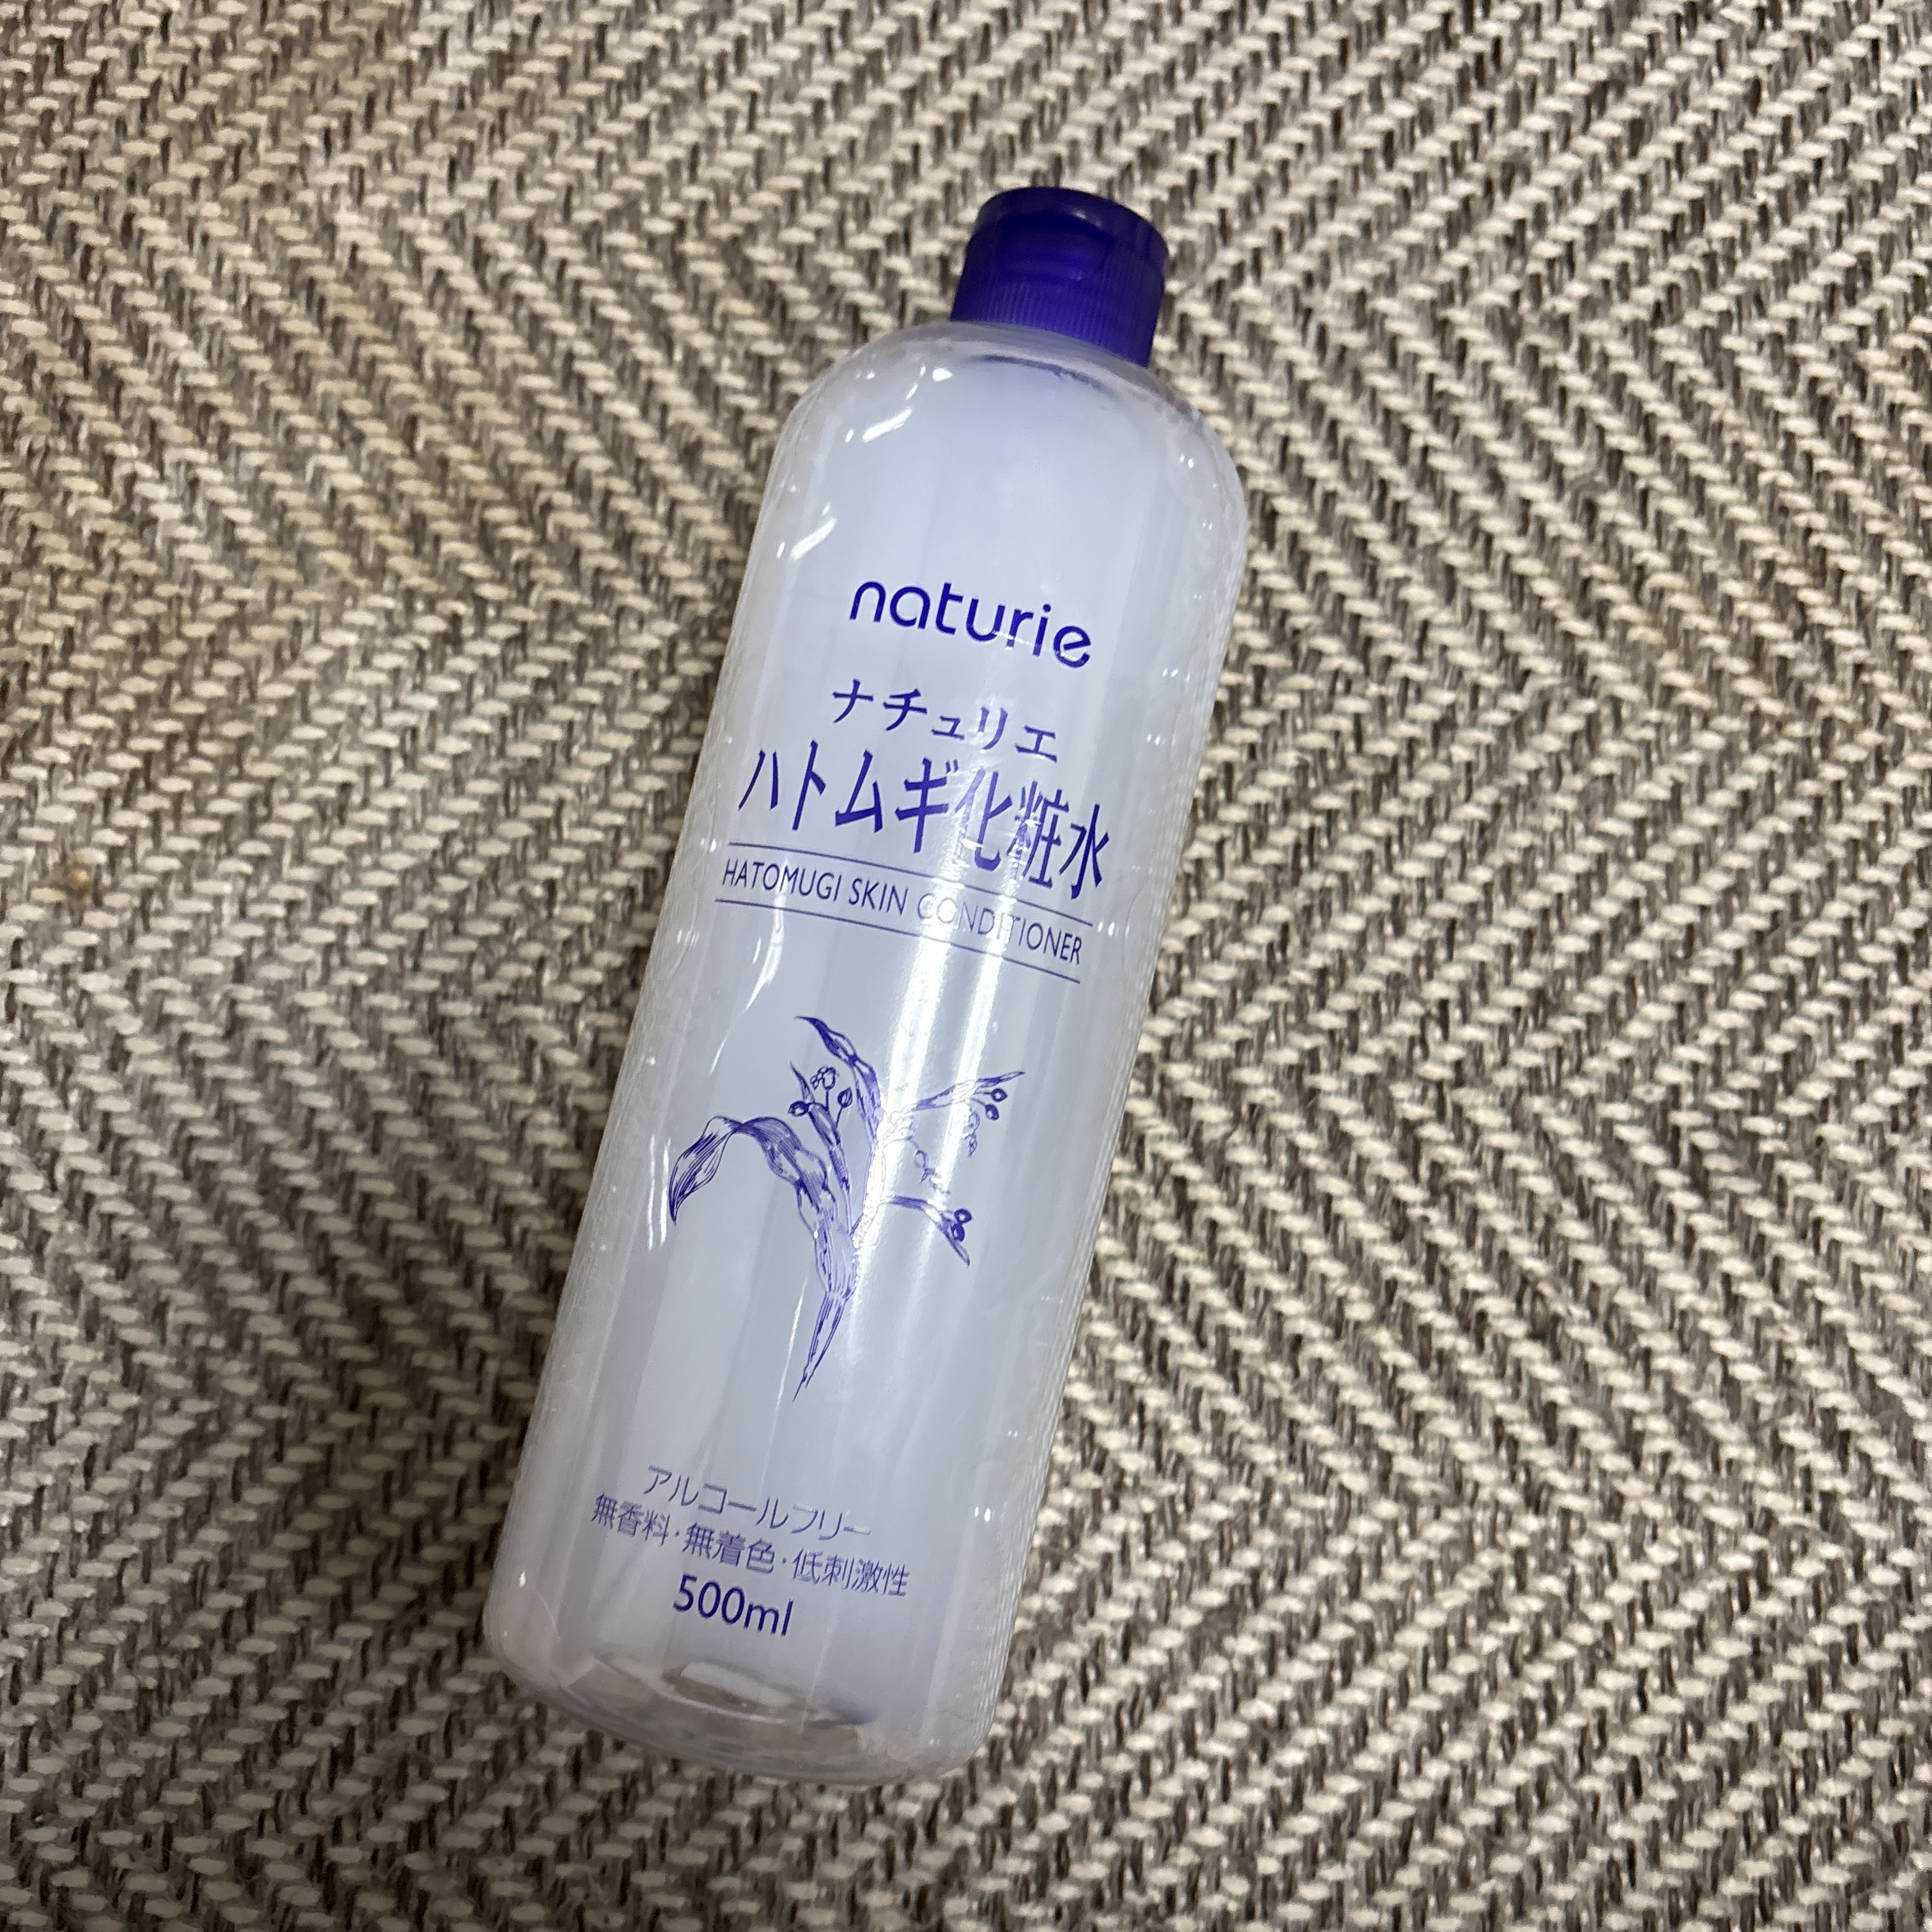 naturie
ナチュリエ
ハトムギ化粧水
HATOMUGI SKIN CONDITIONER
アルコールフリー
無香料・無着色・低刺激性
500ml